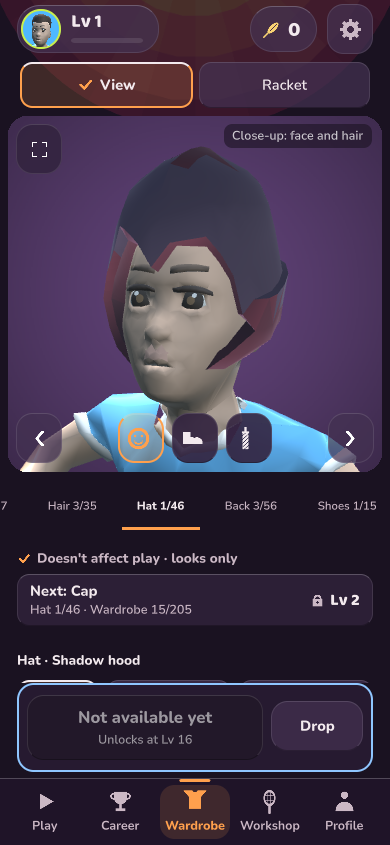 Lv 1
0
View
Racket
Close-up: face and hair
7
Hair 3/35
Hat 1/46
Back 3/56
Shoes 1/15
Doesn't affect play · looks only
Next: Cap
Hat 1/46 · Wardrobe 15/205
Lv 2
Hat · Shadow hood
Not available yet
Unlocks at Lv 16
Drop
Play
Career
Wardrobe
Workshop
Profile